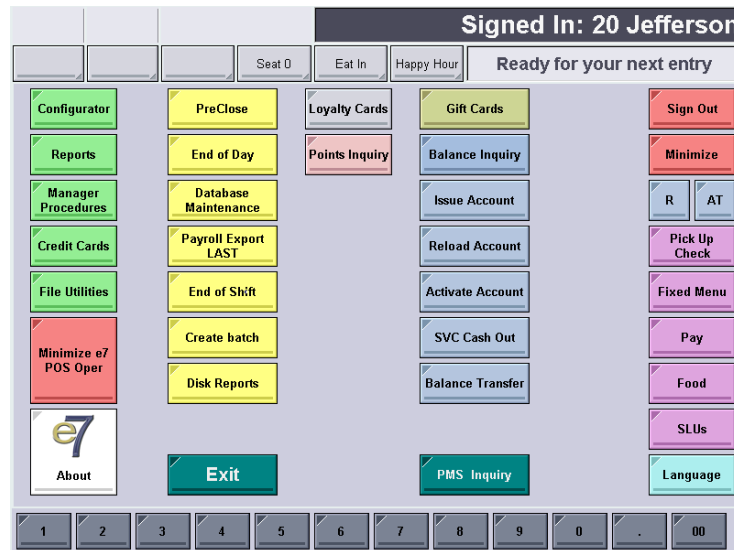 Signed In: 20 Jefferson
Seat 0
Eat In
Happy Hour
Ready for your next entry
Configurator
PreClose
Loyalty Cards
Gift Cards
Sign Out
Reports
End of Day
Points Inquiry
Balance Inquiry
Minimize
Manager
Procedures
Database
Maintenance
Issue Account
R
AT
Credit Cards
Payroll Export
LAST
Reload Account
Pick Up
Check
File Utilities
End of Shift
Activate Account
Fixed Menu
Minimize e7
POS Oper
Create batch
SVC Cash Out
Pay
Disk Reports
Balance Transfer
Food
e7
About
SLUs
Exit
PMS Inquiry
Language
1 2 3 4 5 6 7 8 9 0 . 00